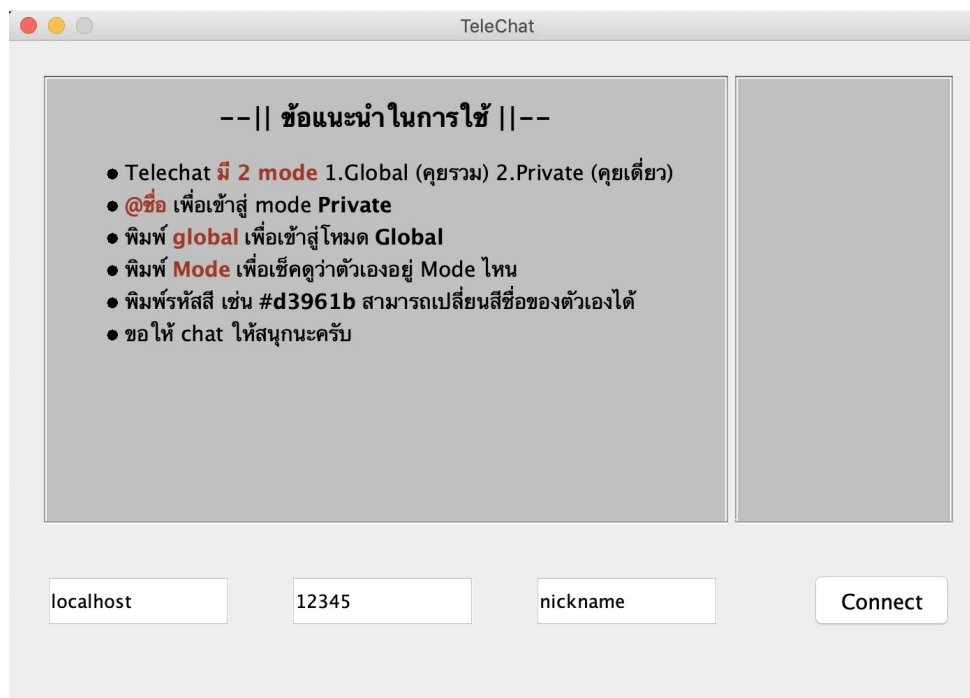 TeleChat
--|| ข้อแนะนำในการใช้ ||--
● Telechat มี 2 mode 1.Global (คุยรวม) 2.Private (คุยเดี่ยว)
● @ชื่อ เพื่อเข้าสู่ mode Private
● พิมพ์ global เพื่อเข้าสู่โหมด Global
● พิมพ์ Mode เพื่อเช็คดูว่าตัวเองอยู่ Mode ไหน
● พิมพ์รหัสสี เช่น #d3961b สามารถเปลี่ยนสีชื่อของตัวเองได้
● ขอให้ chat ให้สนุกนะครับ
localhost 12345 nickname Connect